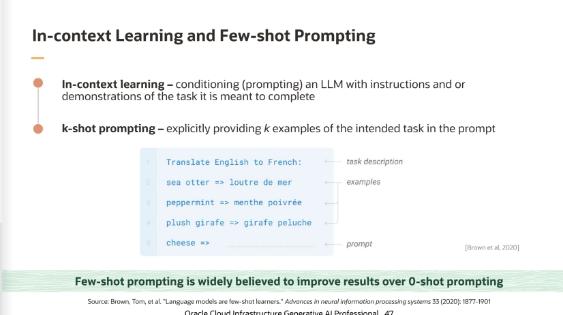 In-context Learning and Few-shot Prompting
In-context learning – conditioning (prompting) an LLM with instructions and or
demonstrations of the task it is meant to complete
k-shot prompting – explicitly providing k examples of the intended task in the prompt
1 Translate English to French: task description
2 sea otter => loutre de mer examples
3 peppermint => menthe poivrée
4 plush girafe => girafe peluche
5 cheese => prompt
[Brown et al, 2020]
Few-shot prompting is widely believed to improve results over 0-shot prompting
Source: Brown, Tom, et al. "Language models are few-shot learners." Advances in neural information processing systems 33 (2020): 1877-1901
Oracle Cloud Infrastructure Generative AI Professional 47